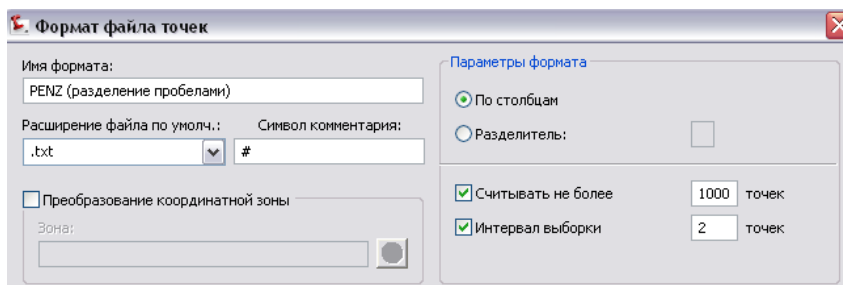 Формат файла точек
Имя формата:
PENZ (разделение пробелами)
Расширение файла по умолч.: Символ комментария:
.txt #
Преобразование координатной зоны
Зона:
Параметры формата
По столбцам
Разделитель:
Считывать не более 1000 точек
Интервал выборки 2 точек